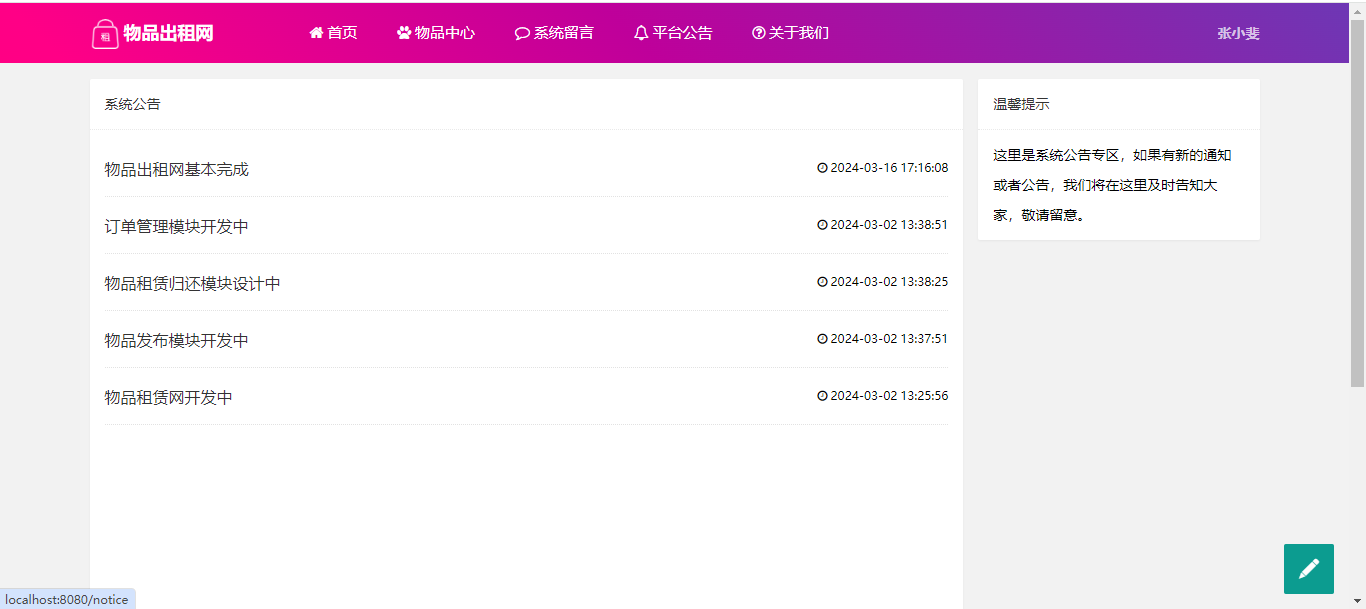 租 物品出租网 首页 物品中心 系统留言 平台公告 关于我们 张小斐
系统公告
物品出租网基本完成 2024-03-16 17:16:08
订单管理模块开发中 2024-03-02 13:38:51
物品租赁归还模块设计中 2024-03-02 13:38:25
物品发布模块开发中 2024-03-02 13:37:51
物品租赁网开发中 2024-03-02 13:25:56
温馨提示
这里是系统公告专区，如果有新的通知
或者公告，我们将在这里及时告知大
家，敬请留意。
localhost:8080/notice